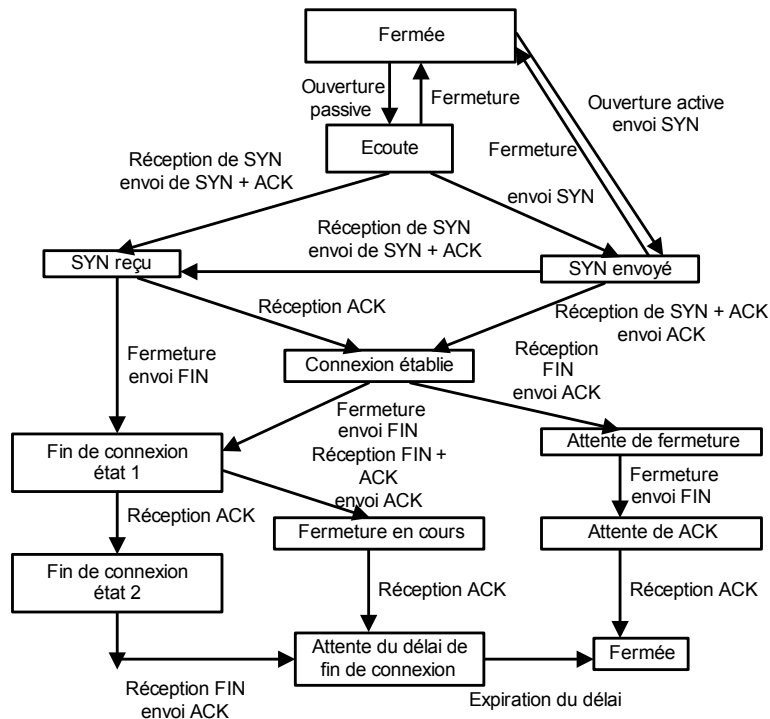 Fermée
Ouverture
passive
Fermeture
Ouverture active
envoi SYN
Ecoute
Fermeture
Réception de SYN
envoi de SYN + ACK
envoi SYN
Réception de SYN
envoi de SYN + ACK
SYN reçu
SYN envoyé
Réception ACK
Réception de SYN + ACK
envoi ACK
Fermeture
envoi FIN
Connexion établie
Réception
FIN
envoi ACK
Fermeture
envoi FIN
Fin de connexion
état 1
Réception FIN +
ACK
envoi ACK
Attente de fermeture
Fermeture
envoi FIN
Réception ACK
Fermeture en cours
Attente de ACK
Fin de connexion
état 2
Réception ACK
Réception ACK
Attente du délai de
fin de connexion
Fermée
Réception FIN
envoi ACK
Expiration du délai